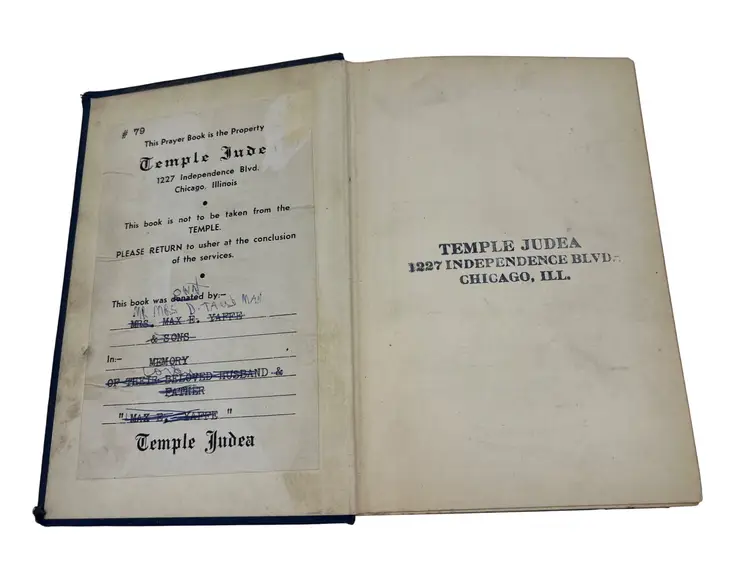 # 79
This Prayer Book is the Property
Temple Jude
1227 Independence Blvd.
Chicago, Illinois
This book is not to be taken from the
TEMPLE.
PLEASE RETURN to usher at the conclusion
of the services.
OWN
This book was donated by:-
MR MRS D.
MRS. MAX E. YAFFE
& SONS
In:- MEMORY
OF THEIR BELOVED HUSBAND &
FATHER
" MAX E. YAFFE "
Temple Judea
TEMPLE JUDEA
1227 INDEPENDENCE BLVD.
CHICAGO, ILL.